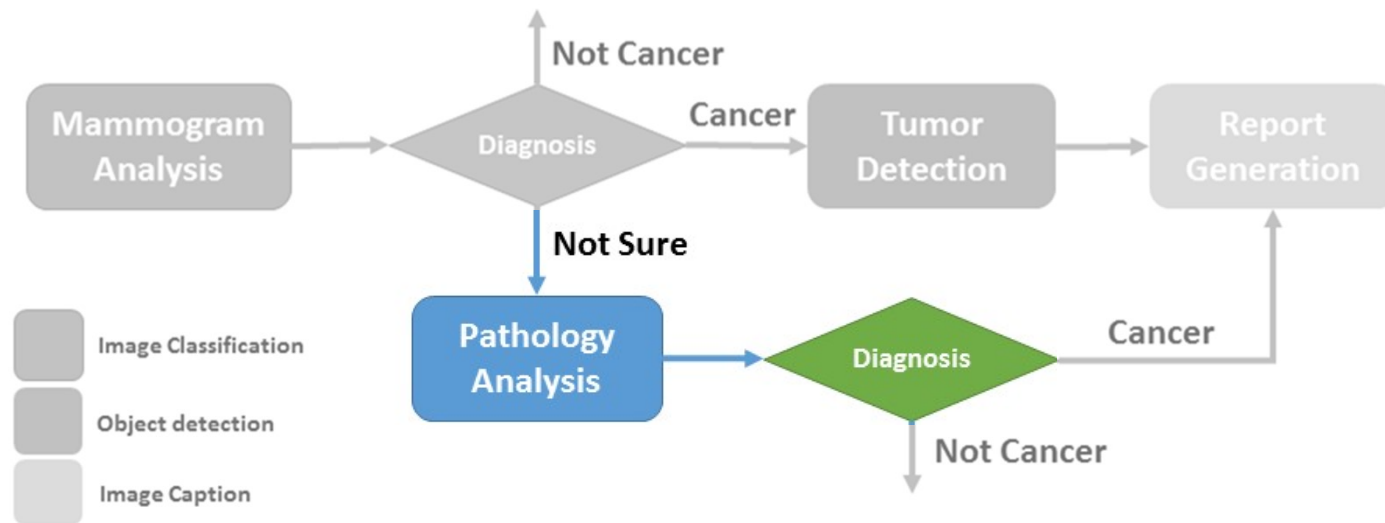 Not Cancer
Mammogram
Analysis
Diagnosis
Cancer
Tumor
Detection
Report
Generation
Not Sure
Pathology
Analysis
Diagnosis
Cancer
Not Cancer
Image Classification
Object detection
Image Caption